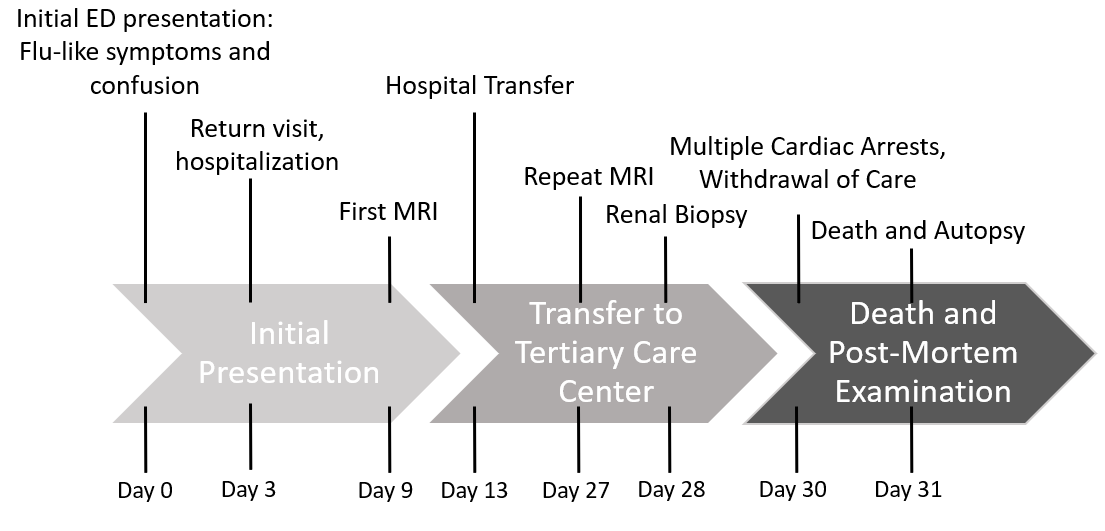 Initial ED presentation:
Flu-like symptoms and
confusion
Return visit,
hospitalization
First MRI
Hospital Transfer
Repeat MRI
Renal Biopsy
Multiple Cardiac Arrests,
Withdrawal of Care
Death and Autopsy
Initial
Presentation
Transfer to
Tertiary Care
Center
Death and
Post-Mortem
Examination
Day 0
Day 3
Day 9
Day 13
Day 27
Day 28
Day 30
Day 31